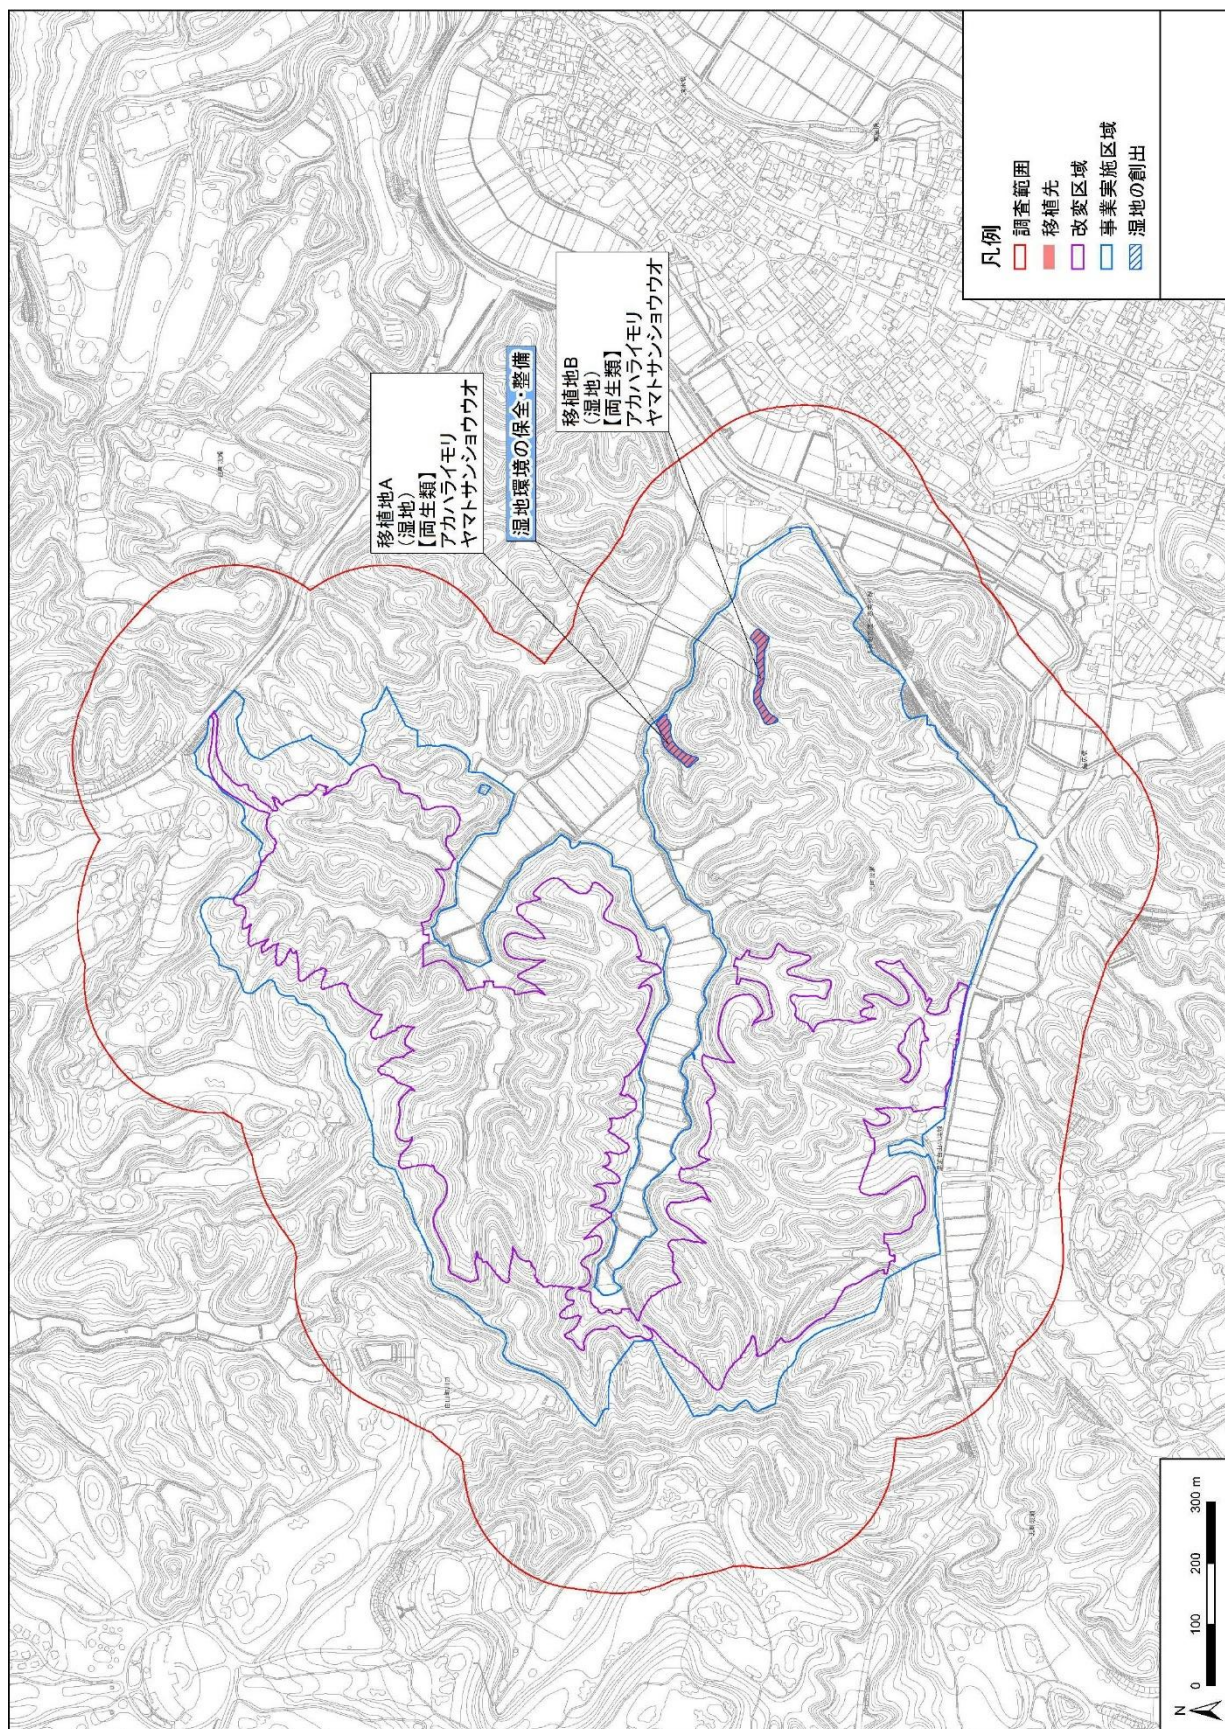 移植地A
（湿地）
【両生類】
アカハライモリ
ヤマトサンショウウオ
湿地環境の保全・整備
移植地B
（湿地）
【両生類】
アカハライモリ
ヤマトサンショウウオ
凡例
調査範囲
移植先
改変区域
事業実施区域
湿地の創出
N
0 100 200 300 m